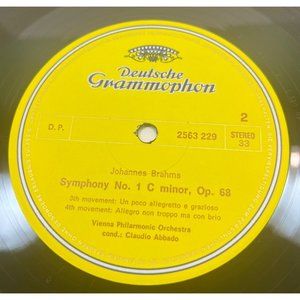 Deutsche
Grammophon
2
D. P.
2563 229
STEREO
33
Johannes Brahms
Symphony No. 1 C minor, Op. 68
3th movement: Un poco allegretto e grazioso
4th movement: Allegro non troppo ma con brio
Vienna Philharmonic Orchestra
cond.: Claudio Abbado